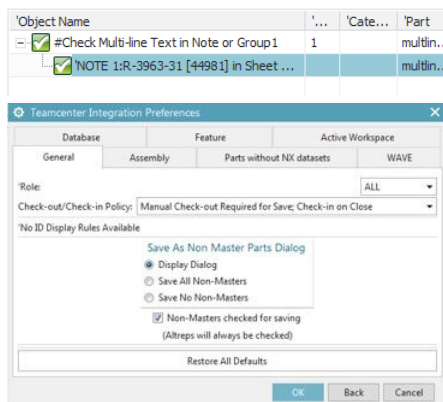 'Object Name '... 'Cate... 'Part
#Check Multi-line Text in Note or Group1 1 multlin..
'NOTE 1:R-3963-31 [44981] in Sheet ... multlin..
Teamcenter Integration Preferences
Database Feature Active Workspace
General Assembly Parts without NX datasets WAVE
'Role: ALL
Check-out/Check-in Policy: Manual Check-out Required for Save; Check-in on Close
'No ID Display Rules Available
Save As Non Master Parts Dialog
Display Dialog
Save All Non-Masters
Save No Non-Masters
Non-Masters checked for saving
(Altreps will always be checked)
Restore All Defaults
OK Back Cancel